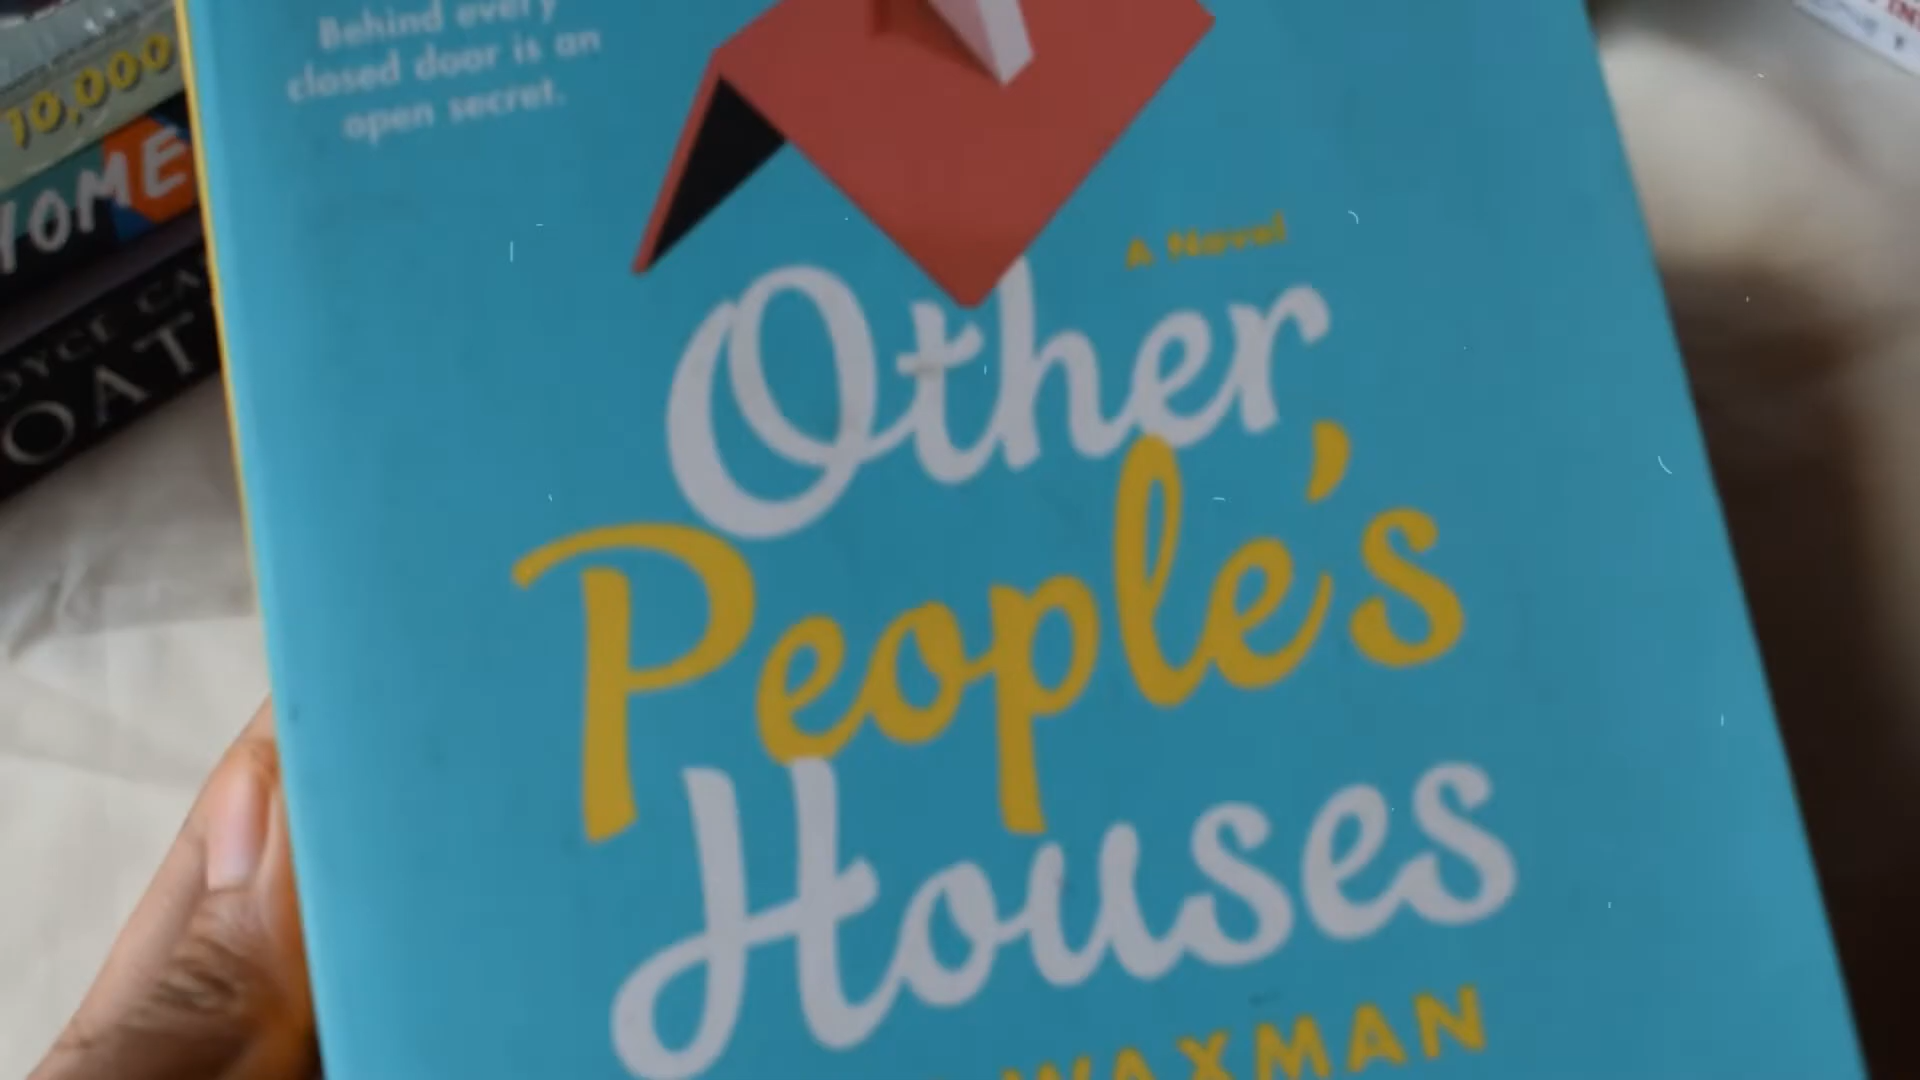 Behind every
closed door is an
open secret.
A Novel
Other
People's
Houses
WAXMAN
10,000
HOME
OYCE CA
OAT